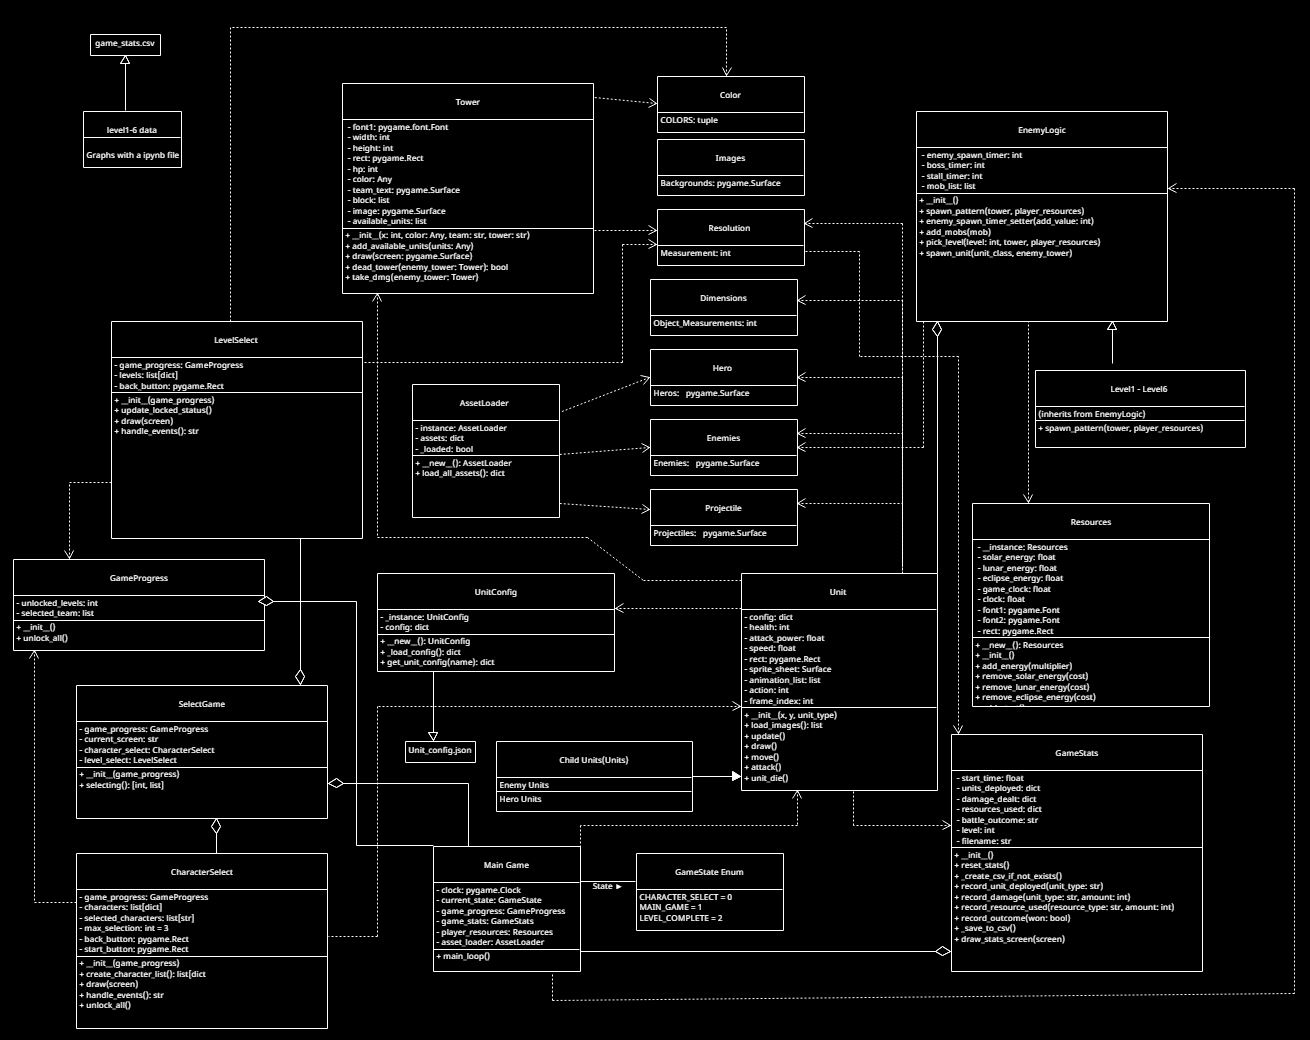 game_stats.csv
level1-6 data
Graphs with a ipynb file
Tower
- font1: pygame.font.Font
- width: int
- height: int
- rect: pygame.Rect
- hp: int
- color: Any
- team_text: pygame.Surface
- block: list
- image: pygame.Surface
- available_units: list
+ __init__(x: int, color: Any, team: str, tower: str)
+ add_available_units(units: Any)
+ draw(screen: pygame.Surface)
+ dead_tower(enemy_tower: Tower): bool
+ take_dmg(enemy_tower: Tower)
Color
COLORS: tuple
Images
Backgrounds: pygame.Surface
Resolution
Measurement: int
Dimensions
Object_Measurements: int
Hero
Heros: pygame.Surface
Enemies
Enemies: pygame.Surface
Projectile
Projectiles: pygame.Surface
EnemyLogic
- enemy_spawn_timer: int
- boss_timer: int
- stall_timer: int
- mob_list: list
+ __init__()
+ spawn_pattern(tower, player_resources)
+ enemy_spawn_timer_setter(add_value: int)
+ add_mobs(mob)
+ pick_level(level: int, tower, player_resources)
+ spawn_unit(unit_class, enemy_tower)
Level1 - Level6
(inherits from EnemyLogic)
+ spawn_pattern(tower, player_resources)
LevelSelect
- game_progress: GameProgress
- levels: list[dict]
- back_button: pygame.Rect
+ __init__(game_progress)
+ update_locked_status()
+ draw(screen)
+ handle_events(): str
AssetLoader
- instance: AssetLoader
- assets: dict
- _loaded: bool
+ __new__(): AssetLoader
+ load_all_assets(): dict
Resources
- __instance: Resources
- solar_energy: float
- lunar_energy: float
- eclipse_energy: float
- game_clock: float
- clock: float
- font1: pygame.Font
- font2: pygame.Font
- rect: pygame.Rect
+ __new__(): Resources
+ __init__()
+ add_energy(multiplier)
+ remove_solar_energy(cost)
+ remove_lunar_energy(cost)
+ remove_eclipse_energy(cost)
GameProgress
- unlocked_levels: int
- selected_team: list
+ __init__()
+ unlock_all()
UnitConfig
- _instance: UnitConfig
- config: dict
+ __new__(): UnitConfig
+ _load_config(): dict
+ get_unit_config(name): dict
Unit_config.json
Unit
- config: dict
- health: int
- attack_power: float
- speed: float
- rect: pygame.Rect
- sprite_sheet: Surface
- animation_list: list
- action: int
- frame_index: int
+ __init__(x, y, unit_type)
+ load_images(): list
+ update()
+ draw()
+ move()
+ attack()
+ unit_die()
Child Units(Units)
Enemy Units
Hero Units
SelectGame
- game_progress: GameProgress
- current_screen: str
- character_select: CharacterSelect
- level_select: LevelSelect
+ __init__(game_progress)
+ selecting(): [int, list]
GameStats
- start_time: float
- units_deployed: dict
- damage_dealt: dict
- resources_used: dict
- battle_outcome: str
- level: int
- filename: str
+ __init__()
+ reset_stats()
+ _create_csv_if_not_exists()
+ record_unit_deployed(unit_type: str)
+ record_damage(unit_type: str, amount: int)
+ record_resource_used(resource_type: str, amount: int)
+ record_outcome(won: bool)
+ _save_to_csv()
+ draw_stats_screen(screen)
CharacterSelect
- game_progress: GameProgress
- characters: list[dict]
- selected_characters: list[str]
- max_selection: int = 3
- back_button: pygame.Rect
- start_button: pygame.Rect
+ __init__(game_progress)
+ create_character_list(): list[dict
+ draw(screen)
+ handle_events(): str
+ unlock_all()
Main Game
- clock: pygame.Clock
- current_state: GameState
- game_progress: GameProgress
- game_stats: GameStats
- player_resources: Resources
- asset_loader: AssetLoader
+ main_loop()
State ►
GameState Enum
CHARACTER_SELECT = 0
MAIN_GAME = 1
LEVEL_COMPLETE = 2